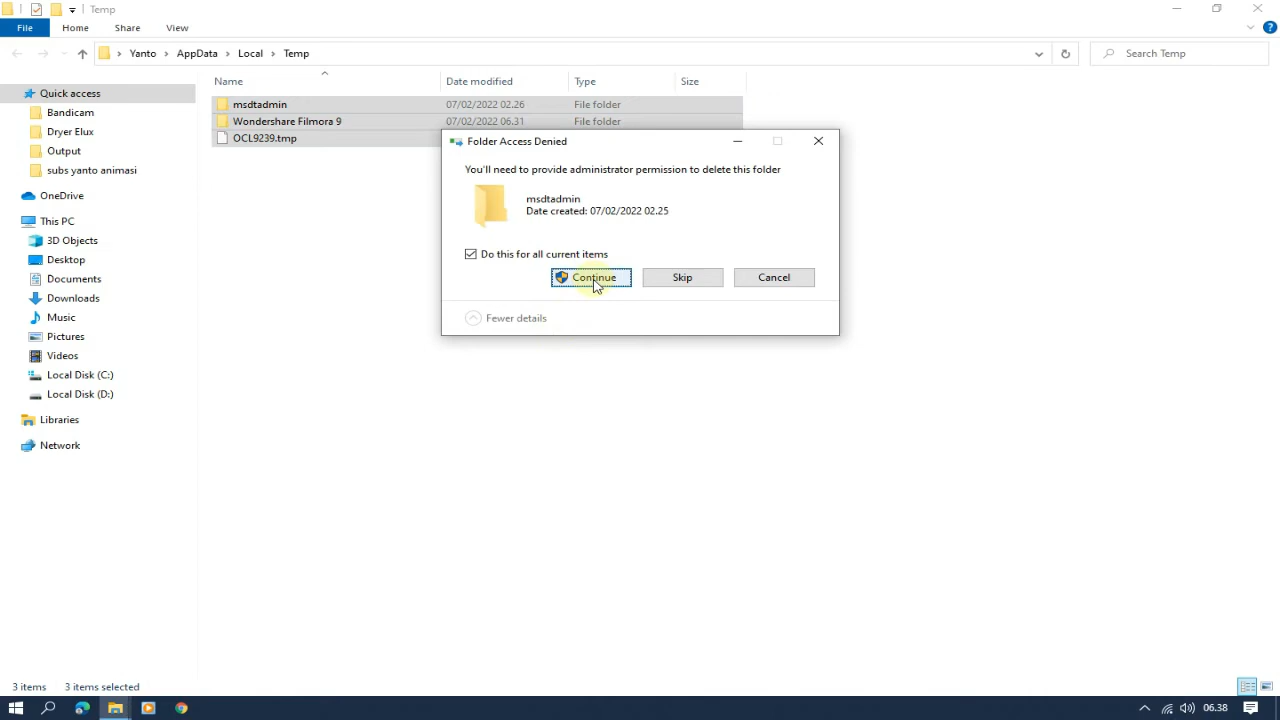 Temp
File Home Share View
Yanto AppData Local Temp Search Temp
Name Date modified Type Size
Quick access
Bandicam
Dryer Elux
Output
subs yanto animasi
OneDrive
This PC
3D Objects
Desktop
Documents
Downloads
Music
Pictures
Videos
Local Disk (C:)
Local Disk (D:)
Libraries
Network
msdtadmin 07/02/2022 02.26 File folder
Wondershare Filmora 9 07/02/2022 06.31 File folder
OCL9239.tmp
Folder Access Denied
You'll need to provide administrator permission to delete this folder
msdtadmin
Date created: 07/02/2022 02.25
Do this for all current items
Continue Skip Cancel
Fewer details
3 items 3 items selected
06.38